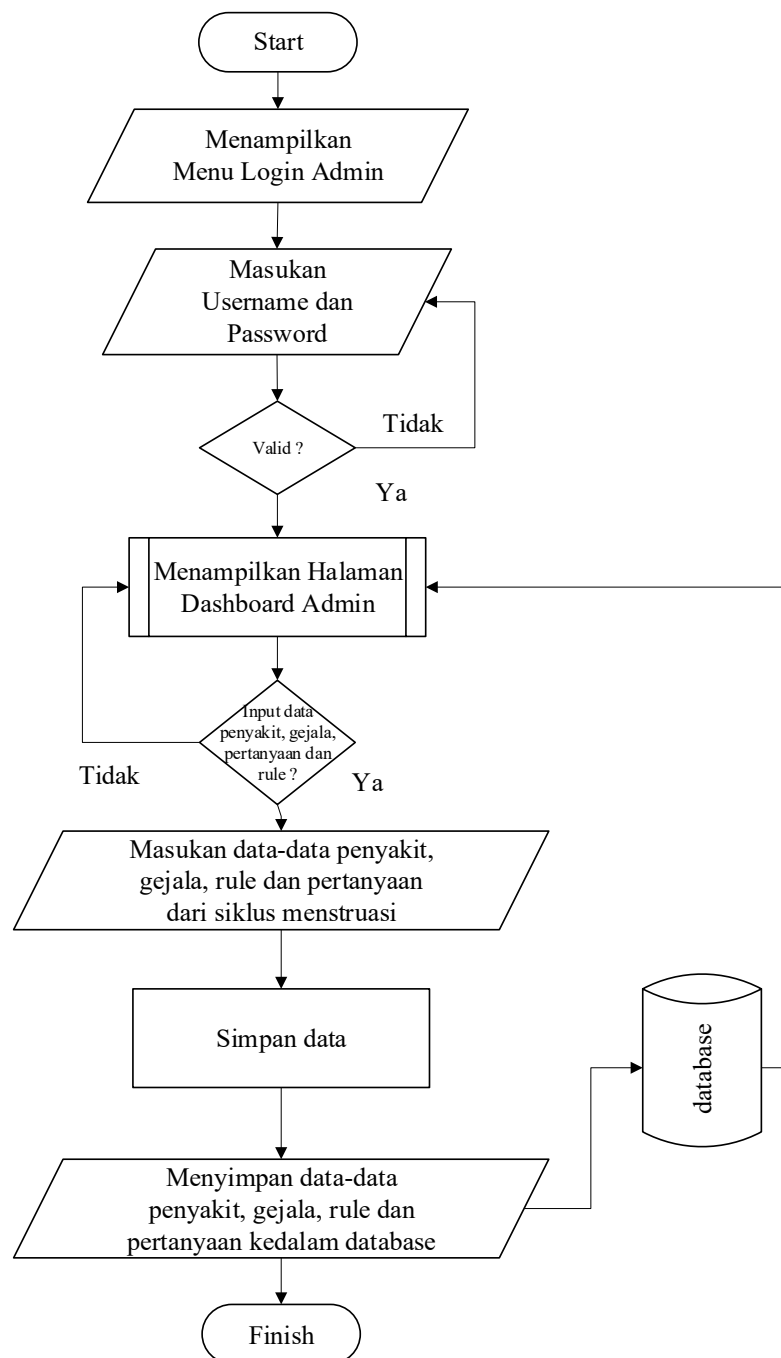 Start
Menampilkan
Menu Login Admin
Masukan
Username dan
Password
Tidak
Valid ?
Ya
Menampilkan Halaman
Dashboard Admin
Input data
penyakit, gejala,
pertanyaan dan
rule ?
Tidak
Ya
Masukan data-data penyakit,
gejala, rule dan pertanyaan
dari siklus menstruasi
Simpan data
database
Menyimpan data-data
penyakit, gejala, rule dan
pertanyaan kedalam database
Finish